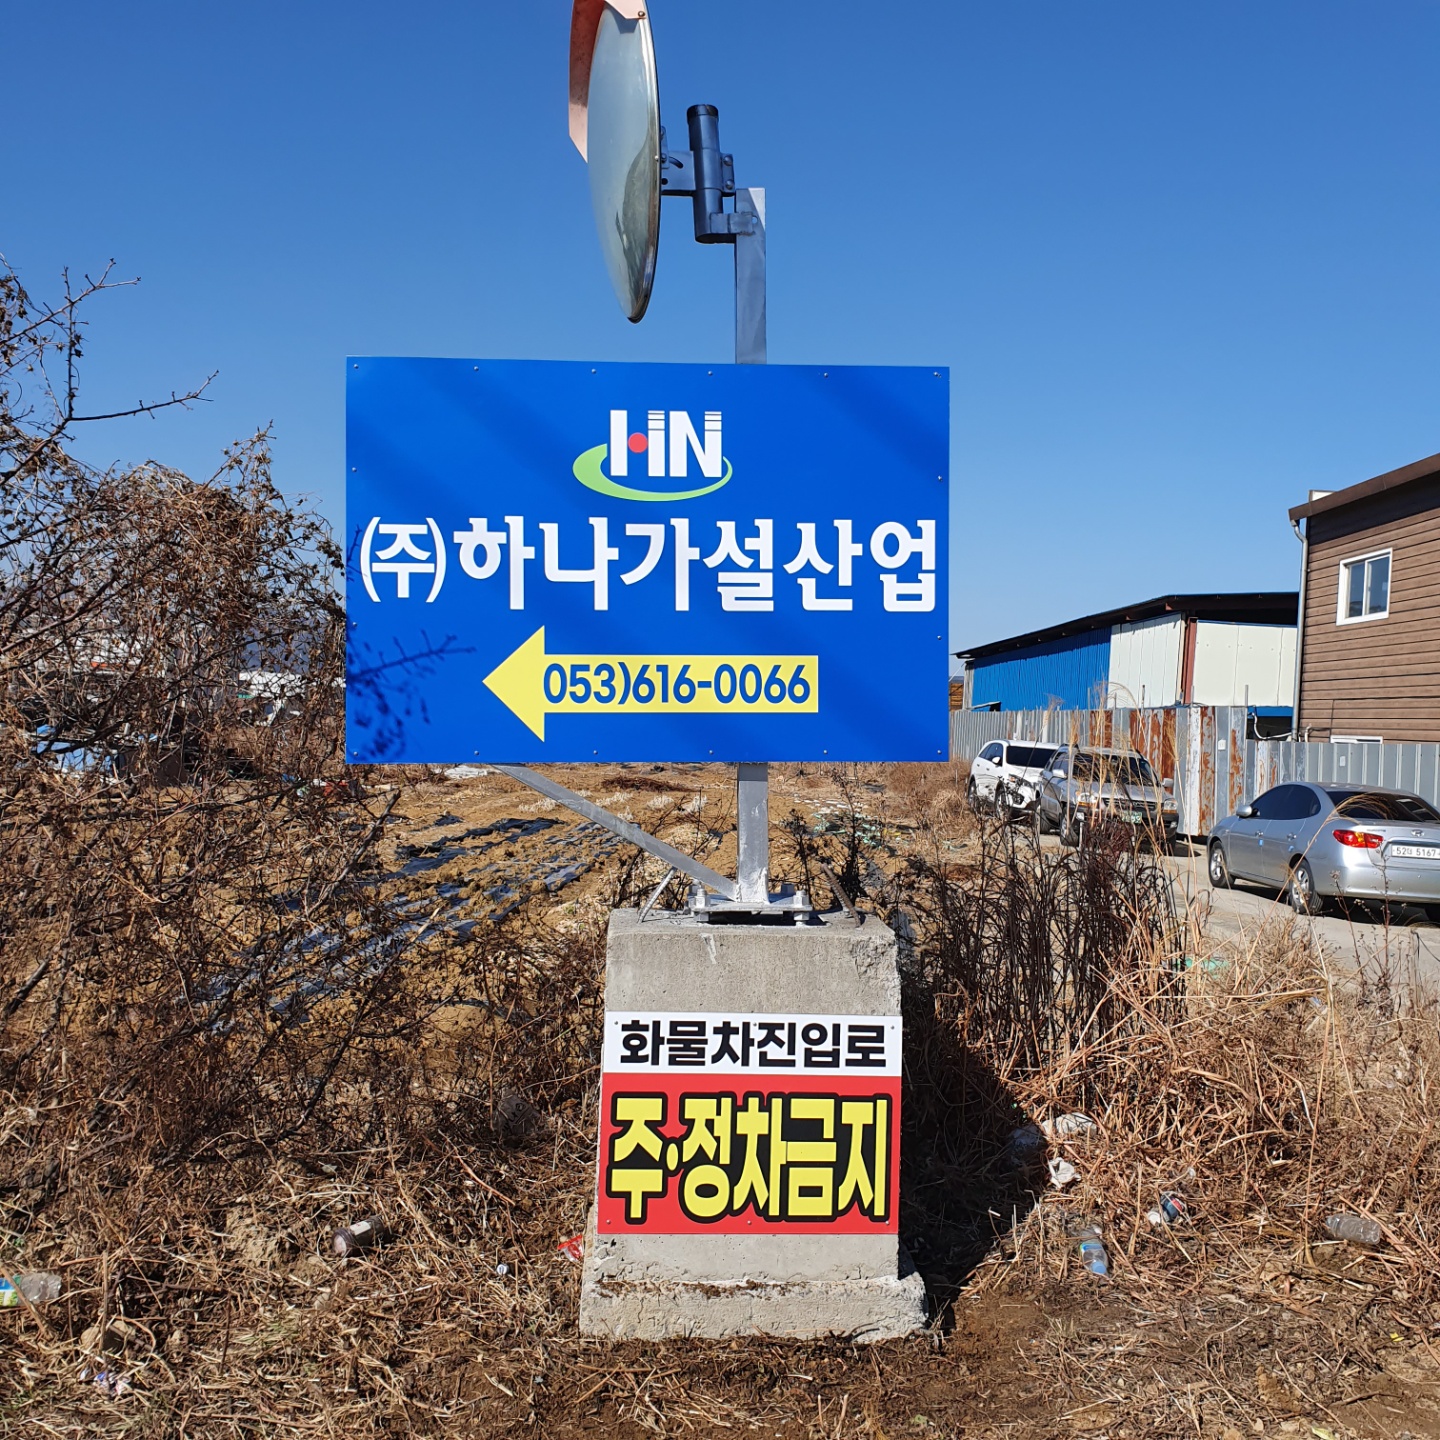 HN
(주)하나가설산업
053)616-0066
화물차진입로
주·정차금지